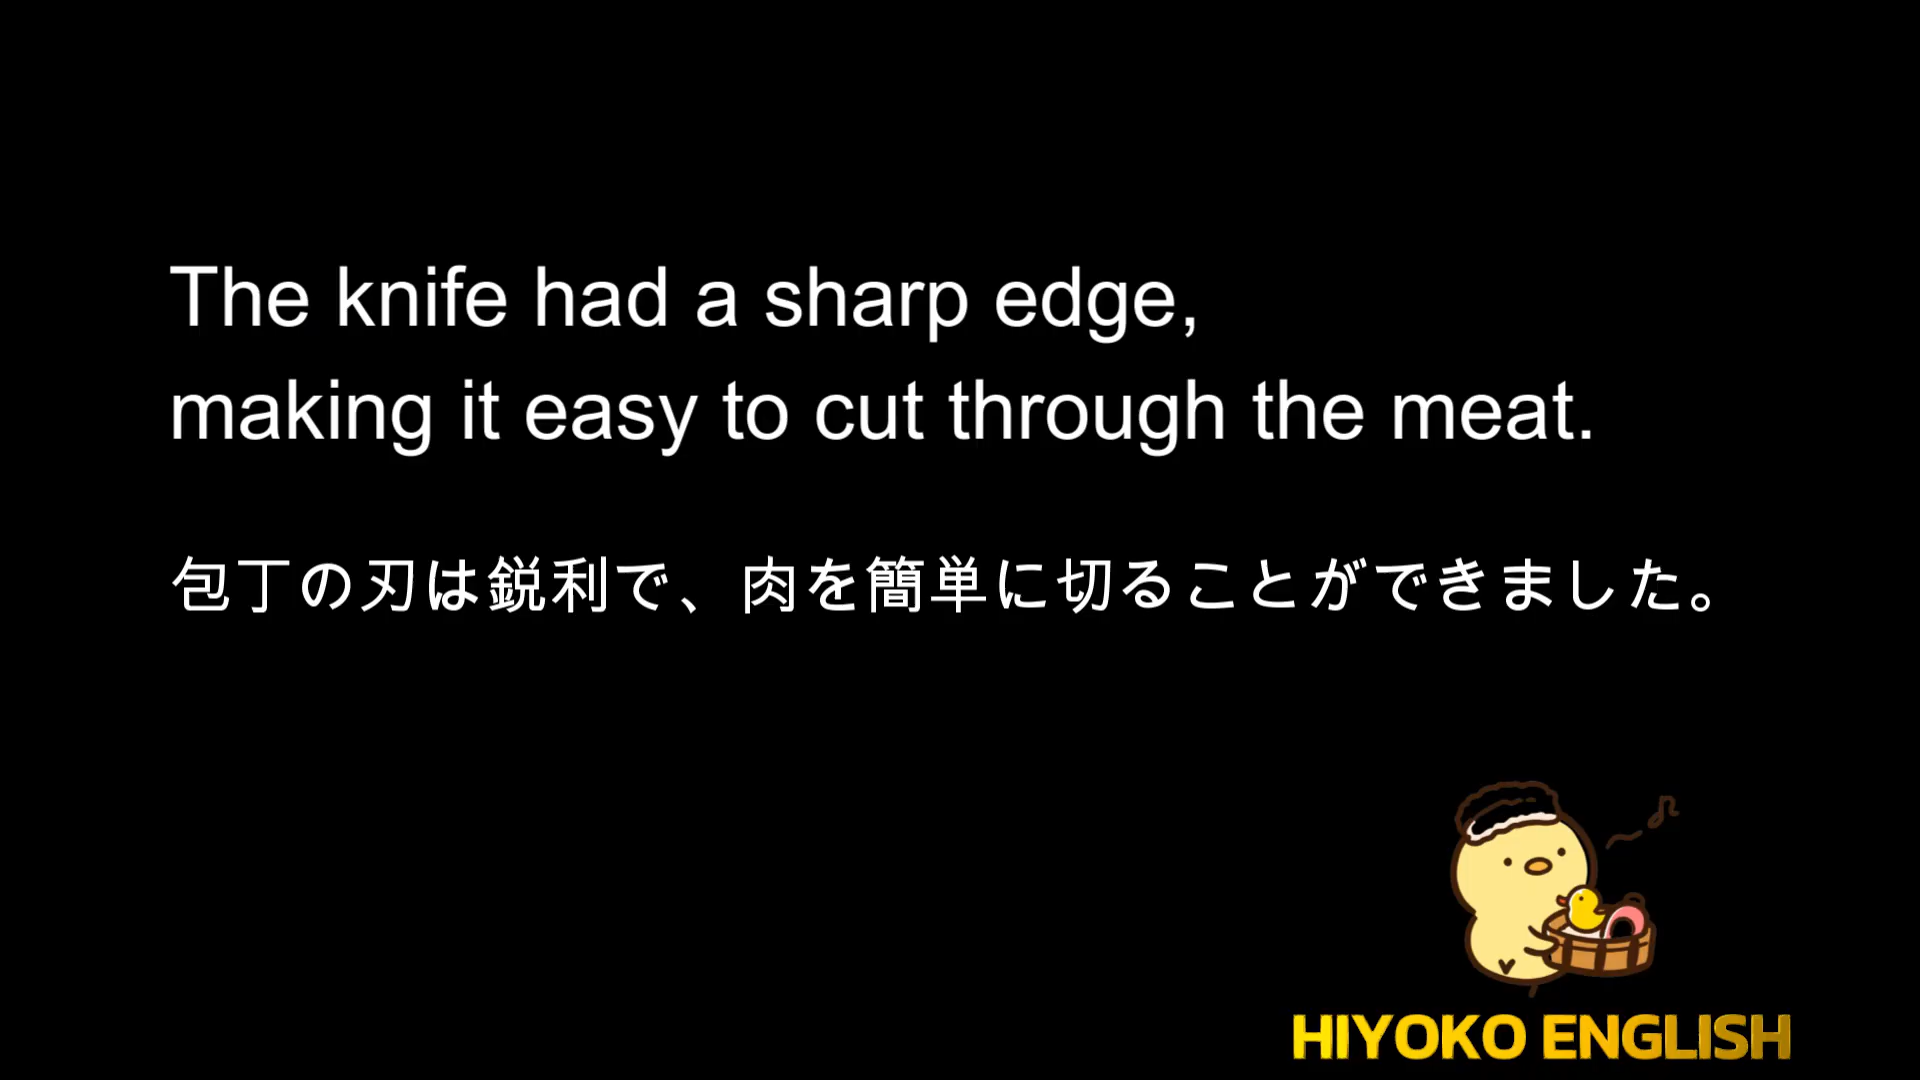 The knife had a sharp edge,
making it easy to cut through the meat.
包丁の刃は鋭利で、肉を簡単に切ることができました。
HIYOKO ENGLISH